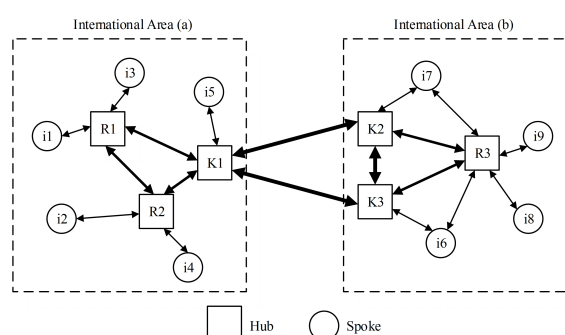 International Area (a)
International Area (b)
i3
i7
i5
R1
K2
i9
i1
K1
R3
R2
K3
i2
i8
i6
i4
Hub
Spoke